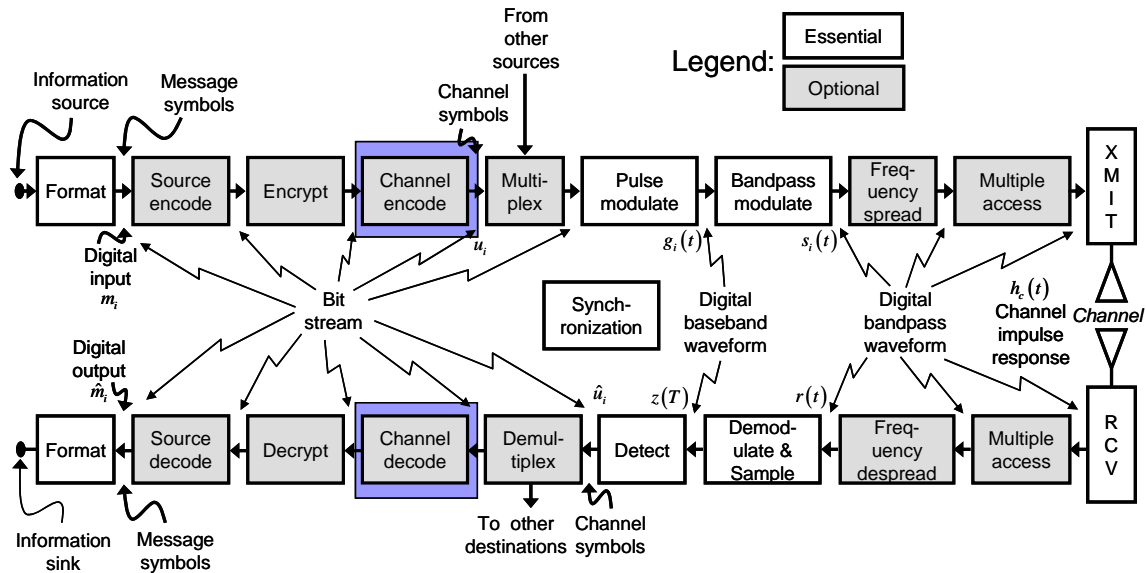 From
other
sources
Legend:
Essential
Optional
Information
source
Message
symbols
Channel
symbols
Format
Source
encode
Encrypt
Channel
encode
Multi-
plex
Pulse
modulate
Bandpass
modulate
Freq-
uency
spread
Multiple
access
X
M
I
T
Digital
input
m_i
u_i
g_i(t)
s_i(t)
Bit
stream
Synch-
ronization
Digital
baseband
waveform
Digital
bandpass
waveform
h_c(t)
Channel
impulse
response
Channel
Digital
output
m̂_i
û_i
z(T)
r(t)
Format
Source
decode
Decrypt
Channel
decode
Demul-
tiplex
Detect
Demod-
ulate &
Sample
Freq-
uency
despread
Multiple
access
R
C
V
Information
sink
Message
symbols
To other
destinations
Channel
symbols